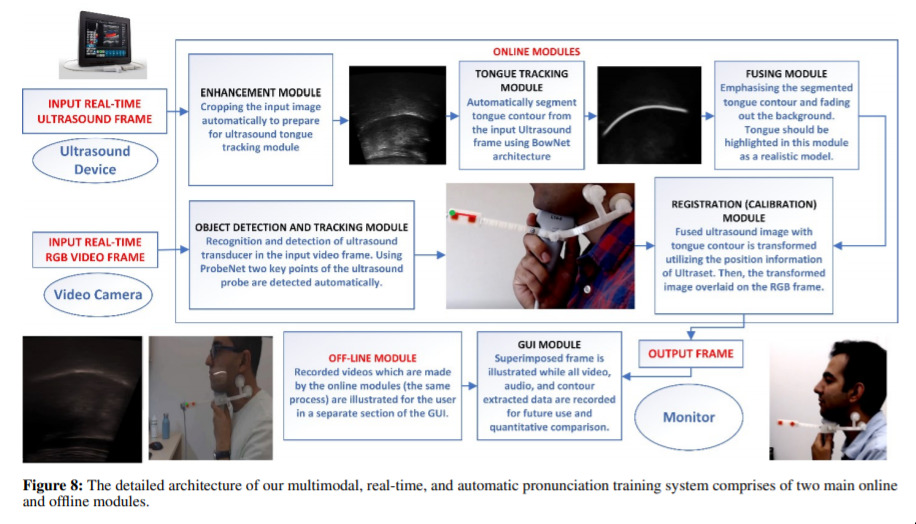 ONLINE MODULES
INPUT REAL-TIME
ULTRASOUND FRAME
Ultrasound
Device
ENHANCEMENT MODULE
Cropping the input image
automatically to prepare
for ultrasound tongue
tracking module
TONGUE TRACKING
MODULE
Automatically segment
tongue contour from
the input Ultrasound
frame using BowNet
architecture
FUSING MODULE
Emphasising the segmented
tongue contour and fading
out the background.
Tongue should be
highlighted in this module
as a realistic model.
INPUT REAL-TIME
RGB VIDEO FRAME
Video Camera
OBJECT DETECTION AND TRACKING MODULE
Recognition and detection of ultrasound
transducer in the input video frame. Using
ProbeNet two key points of the ultrasound
probe are detected automatically.
REGISTRATION (CALIBRATION)
MODULE
Fused ultrasound image with
tongue contour is transformed
utilizing the position information
of Ultraset. Then, the transformed
image overlaid on the RGB frame.
OFF-LINE MODULE
Recorded videos which are made
by the online modules (the same
process) are illustrated for the user
in a separate section of the GUI.
GUI MODULE
Superimposed frame is
illustrated while all video,
audio, and contour
extracted data are recorded
for future use and
quantitative comparison.
OUTPUT FRAME
Monitor
Figure 8: The detailed architecture of our multimodal, real-time, and automatic pronunciation training system comprises of two main online
and offline modules.